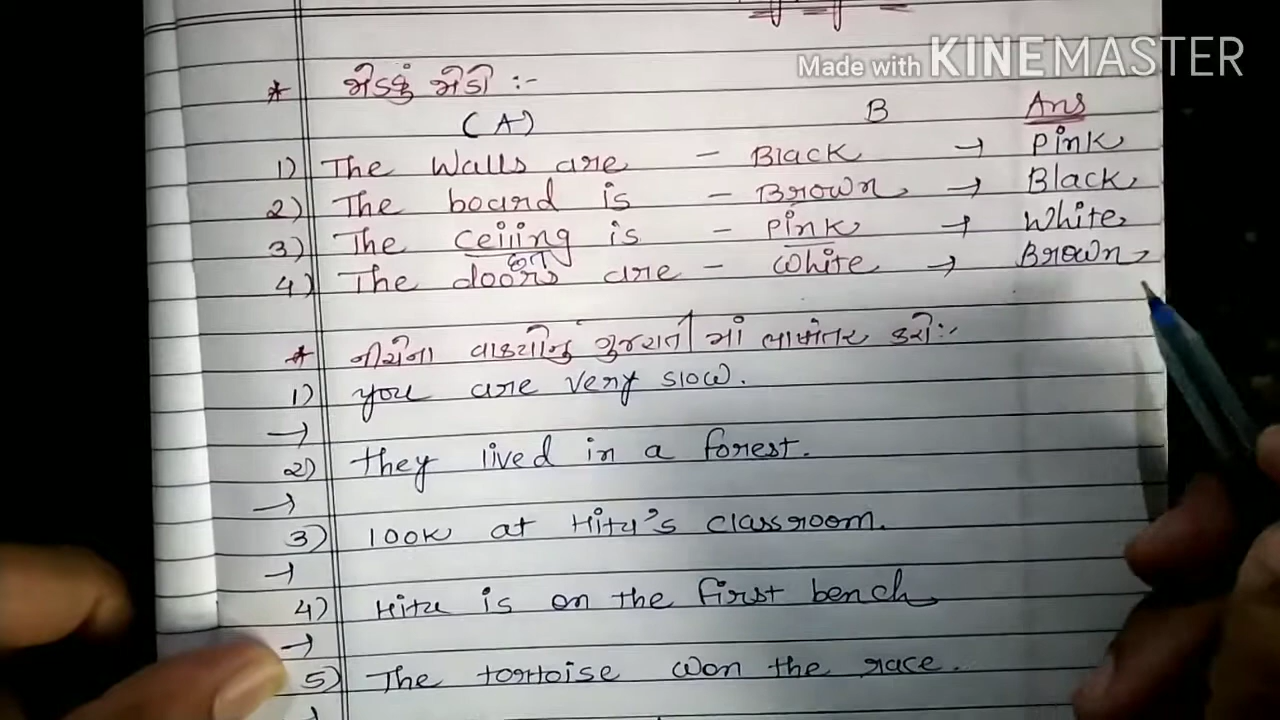 Made with KINEMASTER
* જોડકું જોડો :-
(A) B Ans
1) The Walls are - Black → Pink
2) The board is - Brown → Black
3) The ceiling is - Pink → White
છત
4) The doors are - White → Brown
* નીચેના વાક્યોનું ગુજરાતી માં ભાષાંતર કરો:-
1) you are very slow.
→
2) they lived in a forest.
→
3) look at Hitu's classroom.
→
4) Hitu is on the first bench
→
5) The tortoise won the race.